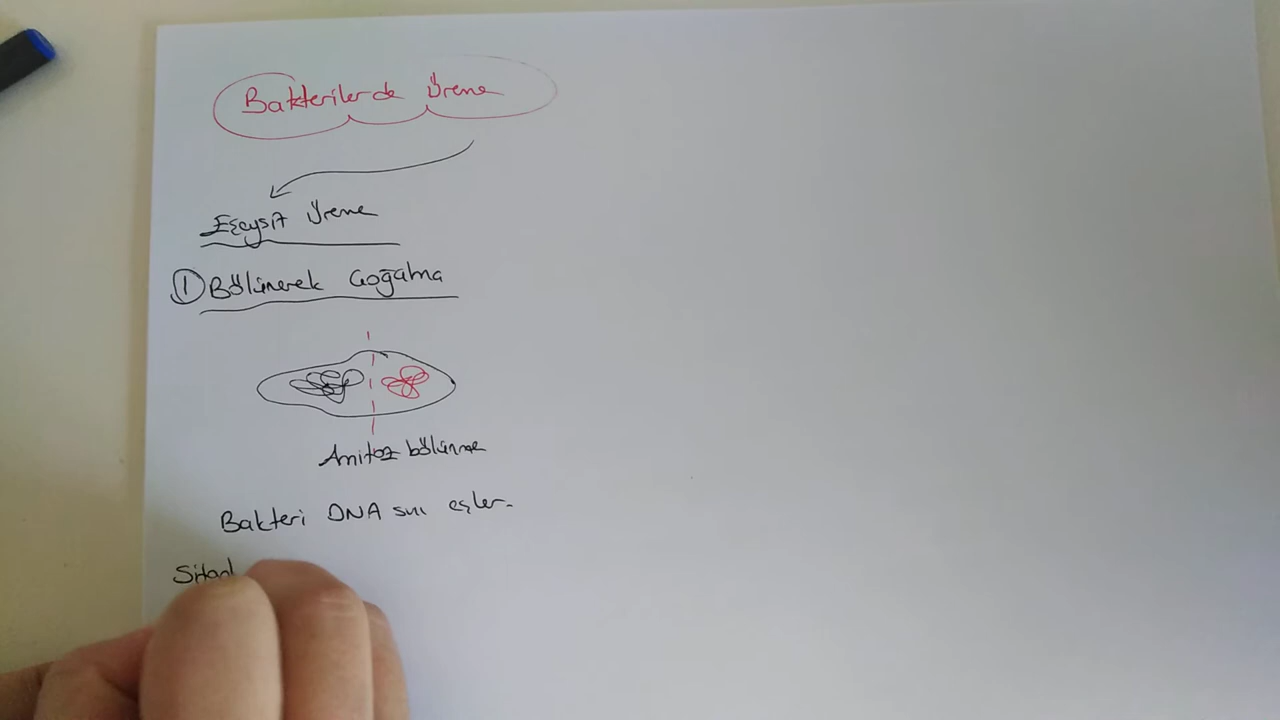 Bakterilerde Üreme
Eşeysiz Üreme
① Bölünerek Çoğalma
Amitoz bölünme
Bakteri DNA sını eşler.